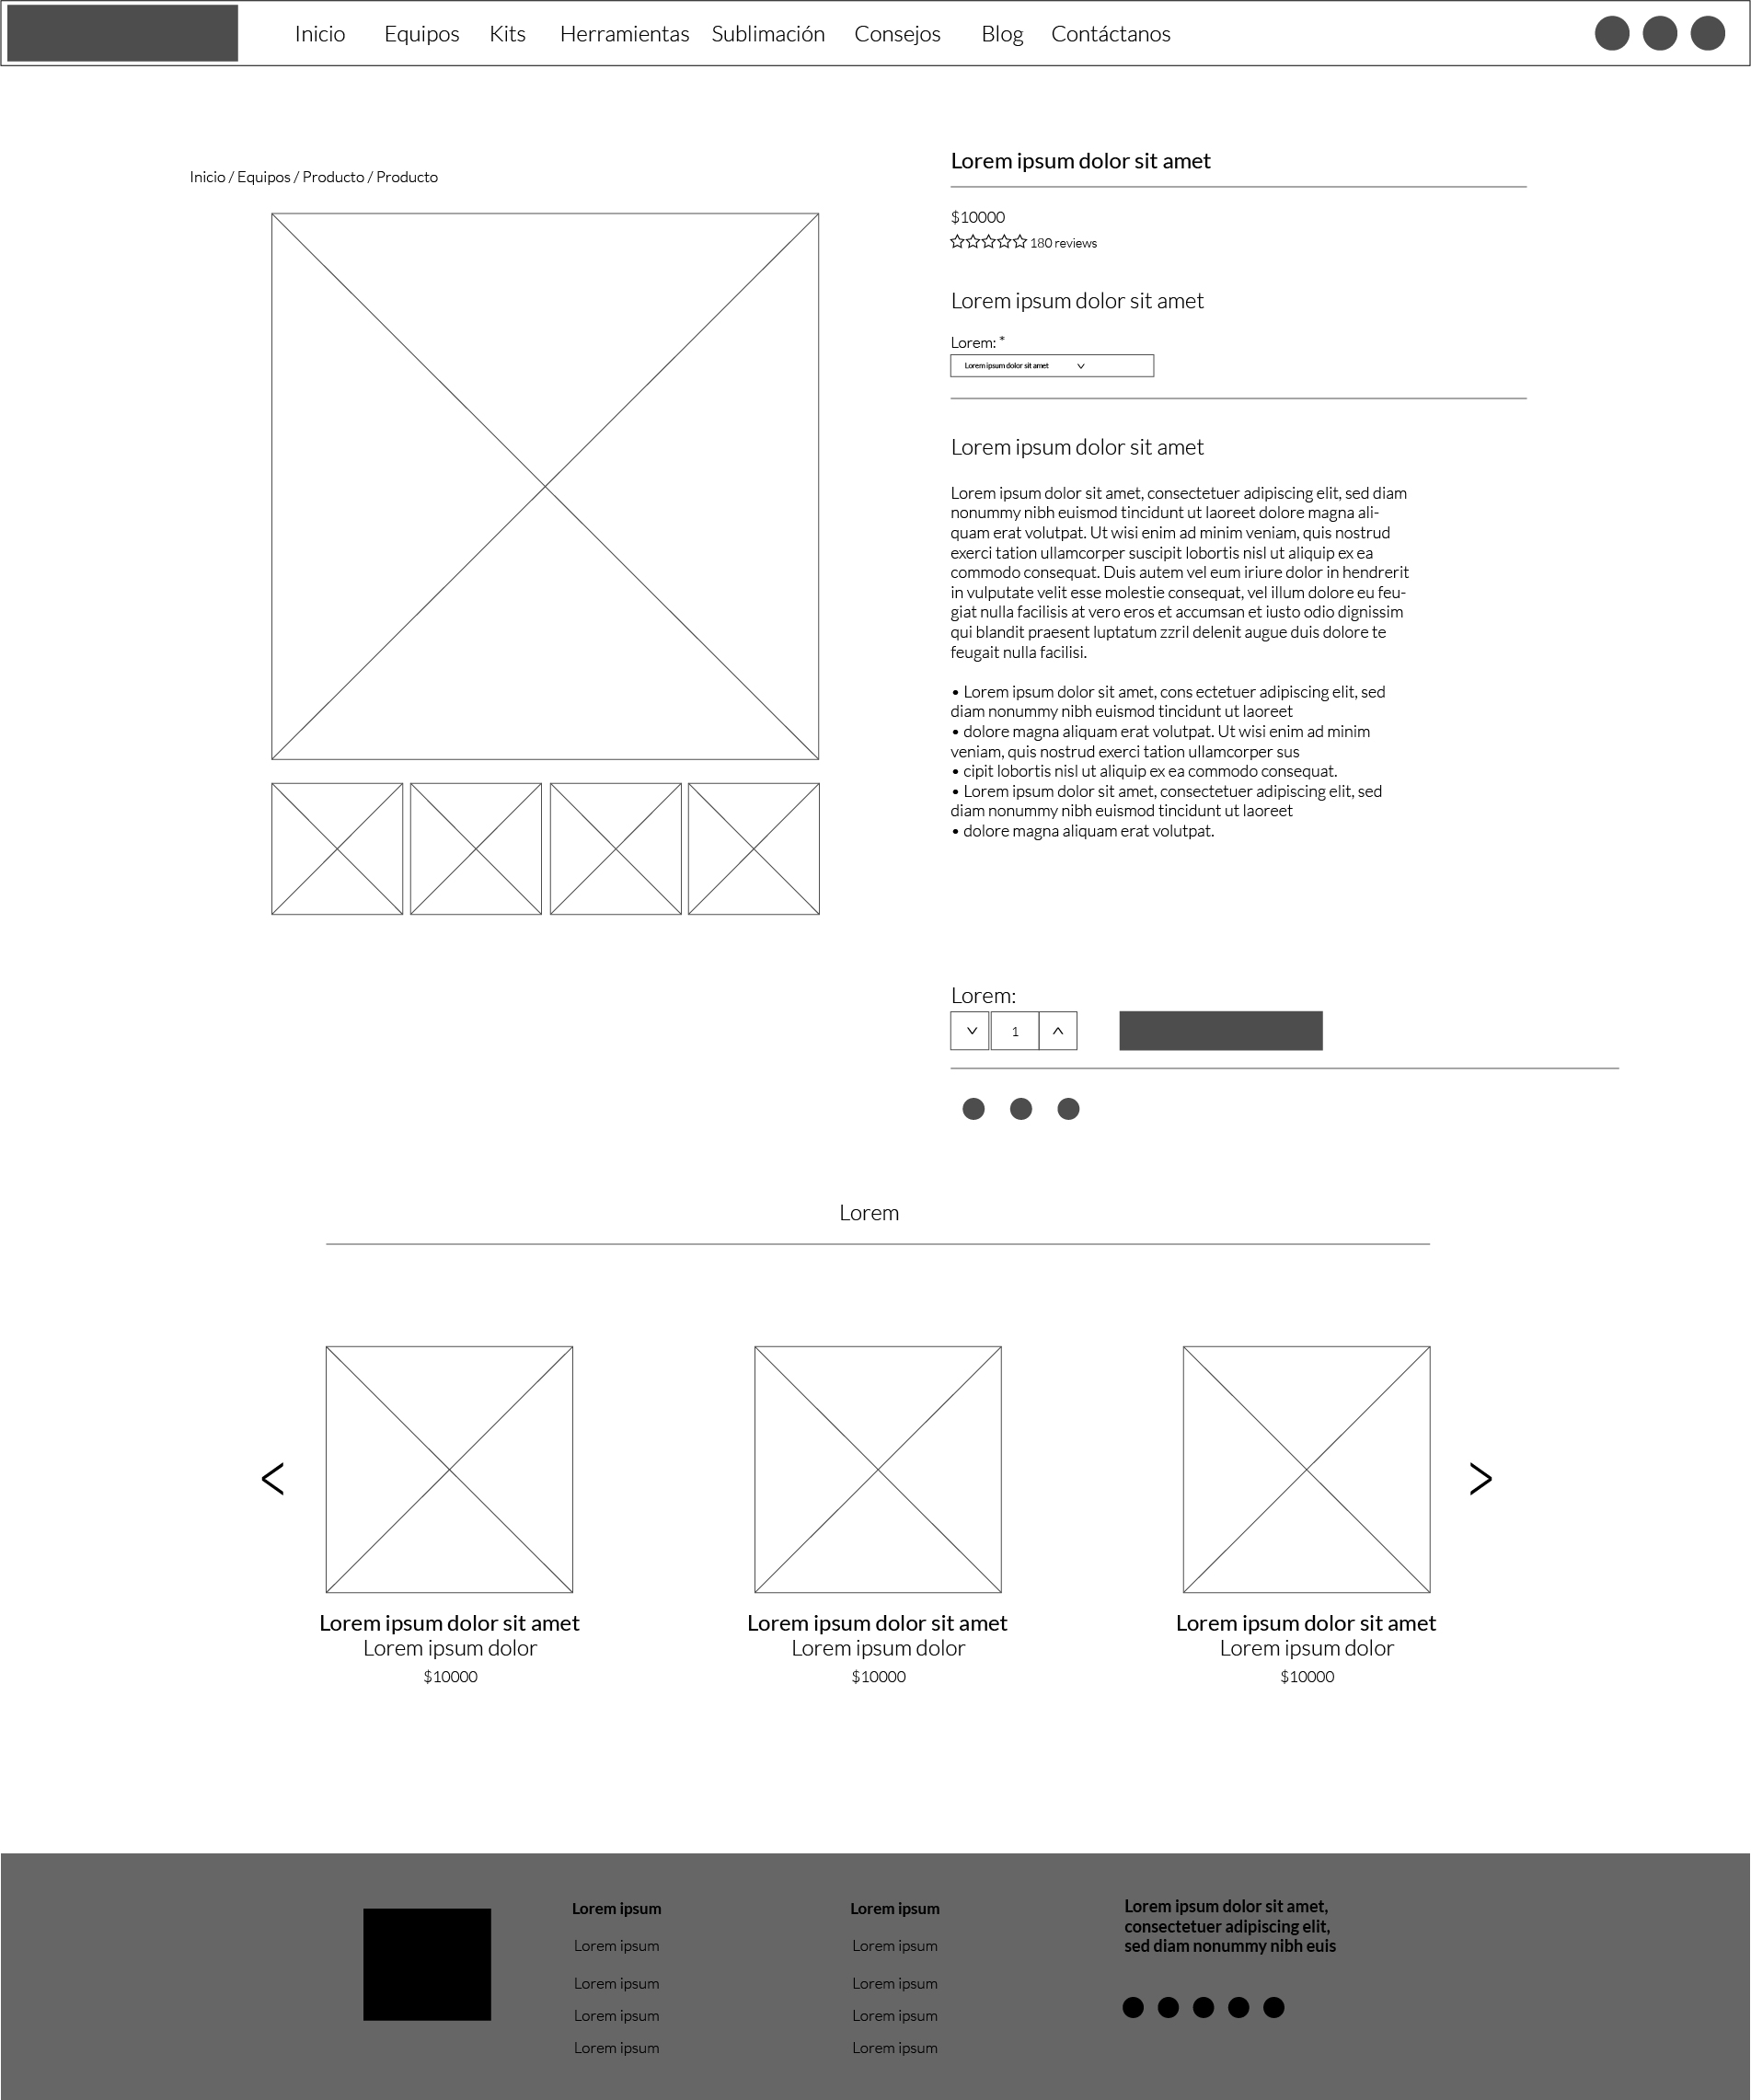 Inicio Equipos Kits Herramientas Sublimación Consejos Blog Contáctanos
Inicio / Equipos / Producto / Producto
Lorem ipsum dolor sit amet
$10000
180 reviews
Lorem ipsum dolor sit amet
Lorem: *
Lorem ipsum dolor sit amet
Lorem ipsum dolor sit amet
Lorem ipsum dolor sit amet, consectetuer adipiscing elit, sed diam
nonummy nibh euismod tincidunt ut laoreet dolore magna ali-
quam erat volutpat. Ut wisi enim ad minim veniam, quis nostrud
exerci tation ullamcorper suscipit lobortis nisl ut aliquip ex ea
commodo consequat. Duis autem vel eum iriure dolor in hendrerit
in vulputate velit esse molestie consequat, vel illum dolore eu feu-
giat nulla facilisis at vero eros et accumsan et iusto odio dignissim
qui blandit praesent luptatum zzril delenit augue duis dolore te
feugait nulla facilisi.
• Lorem ipsum dolor sit amet, cons ectetuer adipiscing elit, sed
diam nonummy nibh euismod tincidunt ut laoreet
• dolore magna aliquam erat volutpat. Ut wisi enim ad minim
veniam, quis nostrud exerci tation ullamcorper sus
• cipit lobortis nisl ut aliquip ex ea commodo consequat.
• Lorem ipsum dolor sit amet, consectetuer adipiscing elit, sed
diam nonummy nibh euismod tincidunt ut laoreet
• dolore magna aliquam erat volutpat.
Lorem:
1
Lorem
Lorem ipsum dolor sit amet
Lorem ipsum dolor
$10000
Lorem ipsum dolor sit amet
Lorem ipsum dolor
$10000
Lorem ipsum dolor sit amet
Lorem ipsum dolor
$10000
Lorem ipsum
Lorem ipsum
Lorem ipsum
Lorem ipsum
Lorem ipsum
Lorem ipsum
Lorem ipsum
Lorem ipsum
Lorem ipsum
Lorem ipsum
Lorem ipsum dolor sit amet,
consectetuer adipiscing elit,
sed diam nonummy nibh euis